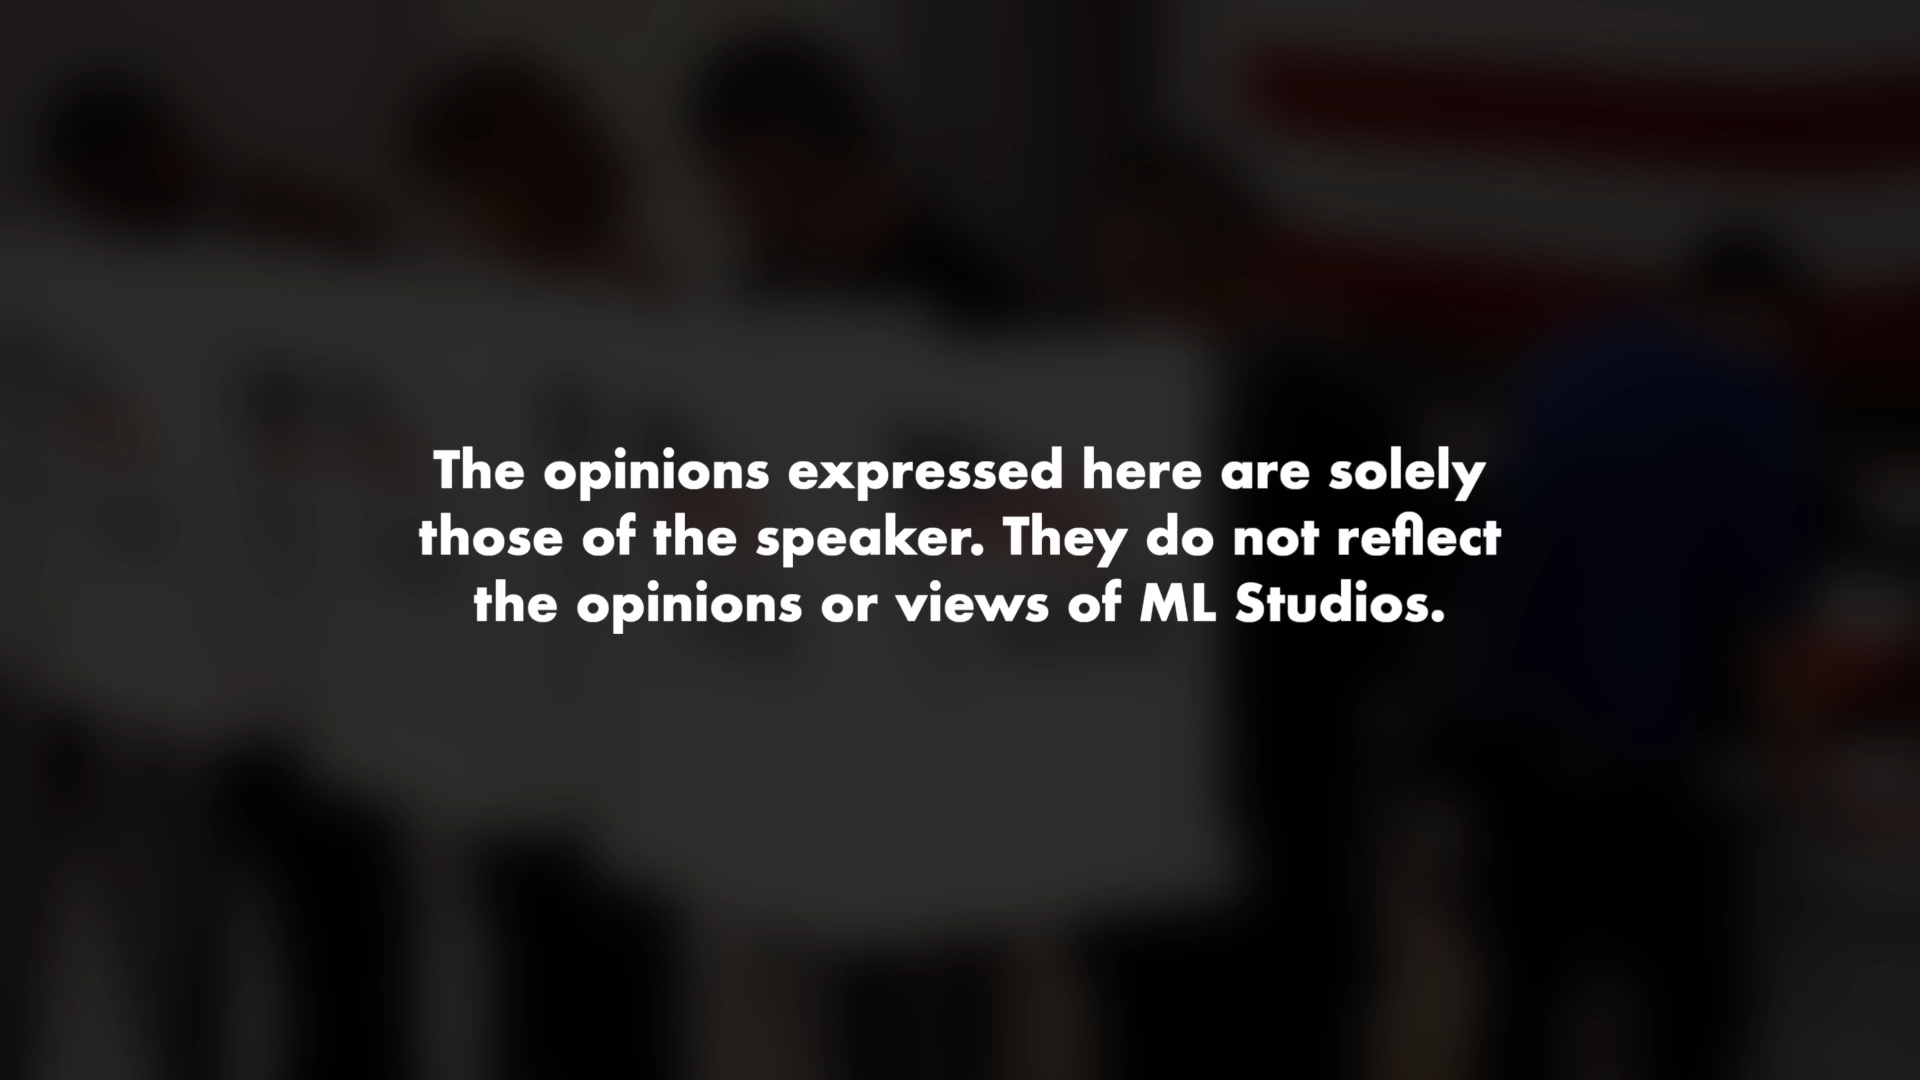 The opinions expressed here are solely
those of the speaker. They do not reflect
the opinions or views of ML Studios.